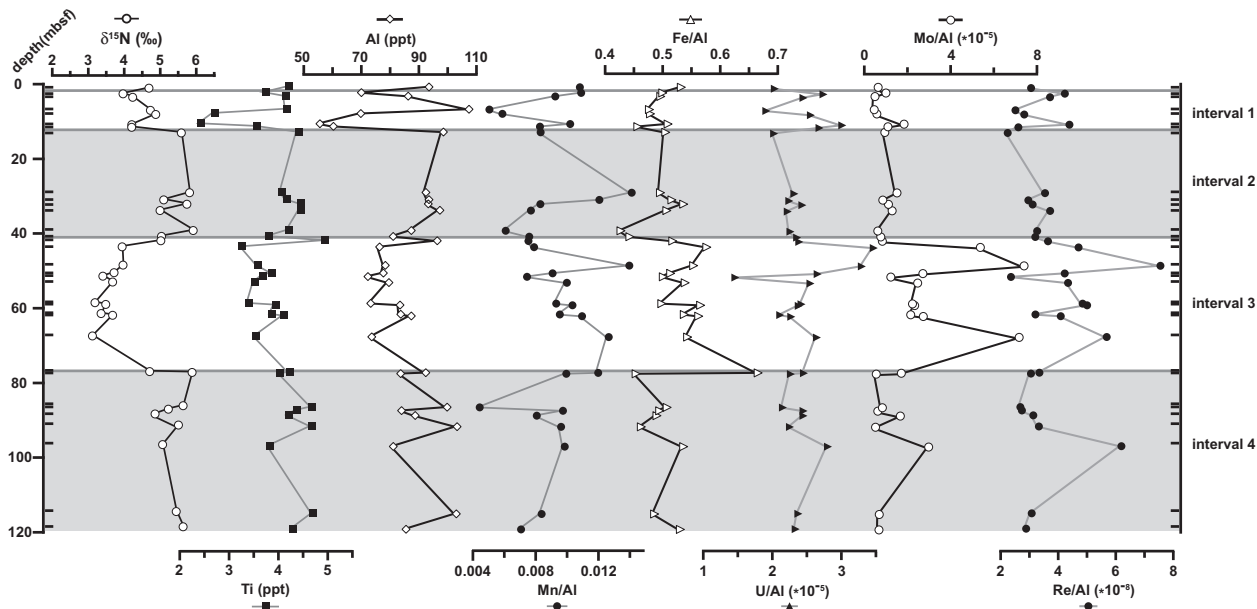 depth(mbsf)
δ¹⁵N (‰)
Al (ppt)
Fe/Al
Mo/Al (*10⁻⁵)
2 3 4 5 6
50 70 90 110
0.4 0.5 0.6 0.7
0 4 8
0
20
40
60
80
100
120
interval 1
interval 2
interval 3
interval 4
2 3 4 5
0.004 0.008 0.012
1 2 3
2 4 6 8
Ti (ppt)
Mn/Al
U/Al (*10⁻⁵)
Re/Al (*10⁻⁸)